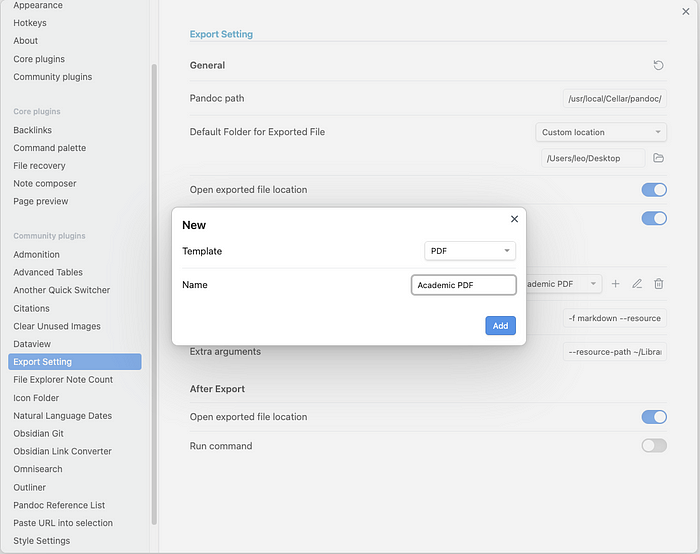 Appearance
Hotkeys
About
Core plugins
Community plugins
Core plugins
Backlinks
Command palette
File recovery
Note composer
Page preview
Community plugins
Admonition
Advanced Tables
Another Quick Switcher
Citations
Clear Unused Images
Dataview
Export Setting
File Explorer Note Count
Icon Folder
Natural Language Dates
Obsidian Git
Obsidian Link Converter
Omnisearch
Outliner
Pandoc Reference List
Paste URL into selection
Style Settings
Export Setting
General
Pandoc path /usr/local/Cellar/pandoc/
Default Folder for Exported File Custom location
/Users/leo/Desktop
Open exported file location
New
Template PDF
Name Academic PDF
Add
ademic PDF
-f markdown --resource
Extra arguments --resource-path ~/Librar
After Export
Open exported file location
Run command